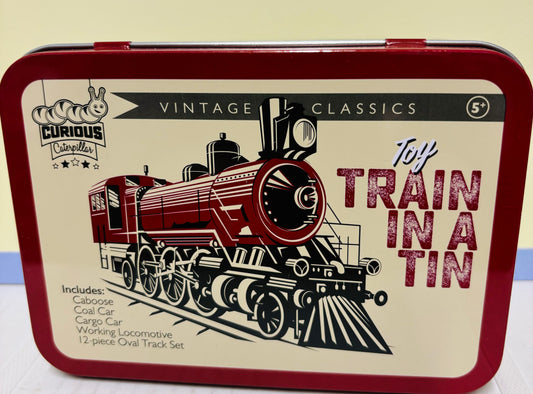 VINTAGE CLASSICS
5+
CURIOUS
Caterpillar
Toy
TRAIN
IN A
TIN
Includes:
Caboose
Coal Car
Cargo Car
Working Locomotive
12-piece Oval Track Set